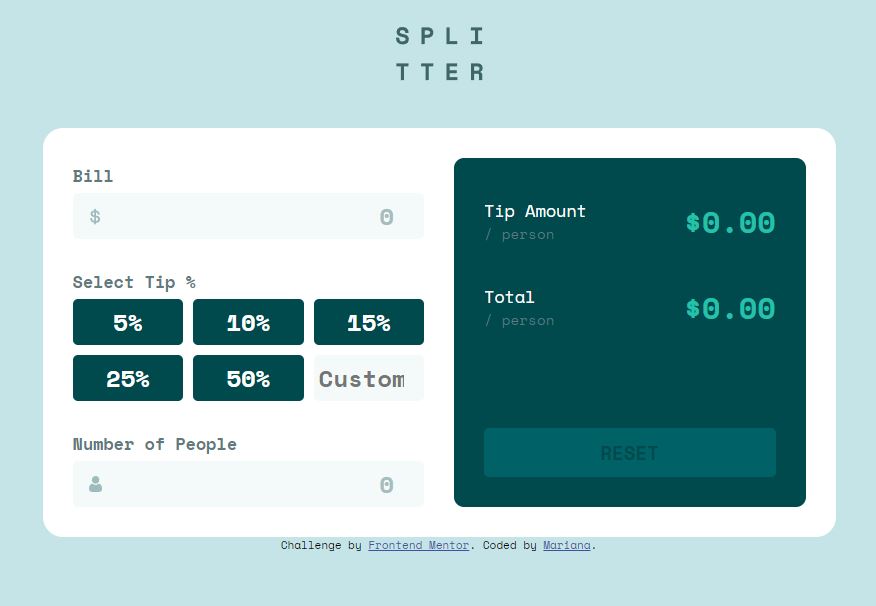 SPLI
TTER
Bill
$ 0
Select Tip %
5% 10% 15%
25% 50% Custom
Number of People
0
Tip Amount
/ person
$0.00
Total
/ person
$0.00
RESET
Challenge by Frontend Mentor. Coded by Mariana.